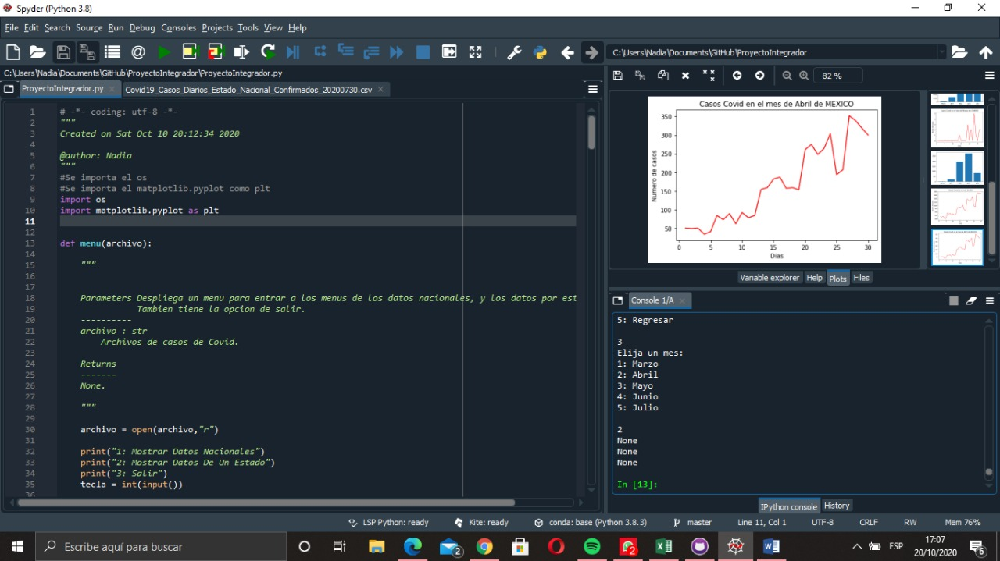 Spyder (Python 3.8)
File Edit Search Source Run Debug Consoles Projects Tools View Help
C:\Users\Nadia\Documents\GitHub\ProyectoIntegrador
C:\Users\Nadia\Documents\GitHub\ProyectoIntegrador\ProyectoIntegrador.py
ProyectoIntegrador.py
Covid19_Casos_Diarios_Estado_Nacional_Confirmados_20200730.csv
1 # -*- coding: utf-8 -*-
2 """
3 Created on Sat Oct 10 20:12:34 2020
4
5 @author: Nadia
6 """
7 #Se importa el os
8 #Se importa el matplotlib.pyplot como plt
9 import os
10 import matplotlib.pyplot as plt
11
12
13 def menu(archivo):
14
15 """
16
17
18 Parameters Despliega un menu para entrar a los menus de los datos nacionales, y los datos por est
19 Tambien tiene la opcion de salir.
20 ----------
21 archivo : str
22 Archivos de casos de Covid.
23
24 Returns
25 -------
26 None.
27
28 """
29
30 archivo = open(archivo,"r")
31
32 print("1: Mostrar Datos Nacionales")
33 print("2: Mostrar Datos De Un Estado")
34 print("3: Salir")
35 tecla = int(input())
36
82 %
Casos Covid en el mes de Abril de MEXICO
350
300
250
200
150
100
50
Numero de casos
0 5 10 15 20 25 30
Dias
Variable explorer Help Plots Files
Console 1/A
5: Regresar
3
Elija un mes:
1: Marzo
2: Abril
3: Mayo
4: Junio
5: Julio
2
None
None
None
In [13]:
IPython console History
LSP Python: ready Kite: ready conda: base (Python 3.8.3) master Line 11, Col 1 UTF-8 CRLF RW Mem 76%
Escribe aquí para buscar
2
2
ESP
17:07
20/10/2020
6